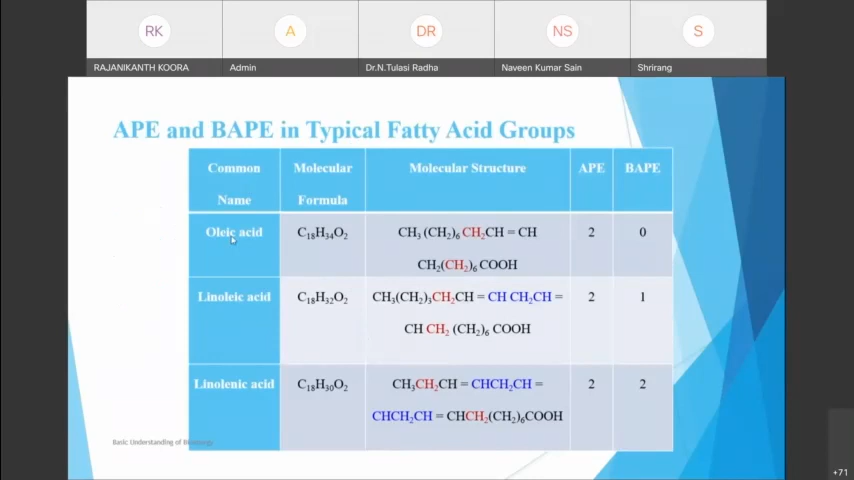 RK
A
DR
NS
S
RAJANIKANTH KOORA
Admin
Dr.N.Tulasi Radha
Naveen Kumar Sain
Shrirang
APE and BAPE in Typical Fatty Acid Groups
Common Name
Molecular Formula
Molecular Structure
APE
BAPE
Oleic acid
C₁₈H₃₄O₂
CH₃ (CH₂)₆ CH₂CH = CH
CH₂(CH₂)₆ COOH
2
0
Linoleic acid
C₁₈H₃₂O₂
CH₃(CH₂)₃CH₂CH = CH CH₂CH =
CH CH₂ (CH₂)₆ COOH
2
1
Linolenic acid
C₁₈H₃₀O₂
CH₃CH₂CH = CHCH₂CH =
CHCH₂CH = CHCH₂(CH₂)₆COOH
2
2
Basic Understanding of Bioenergy
+71